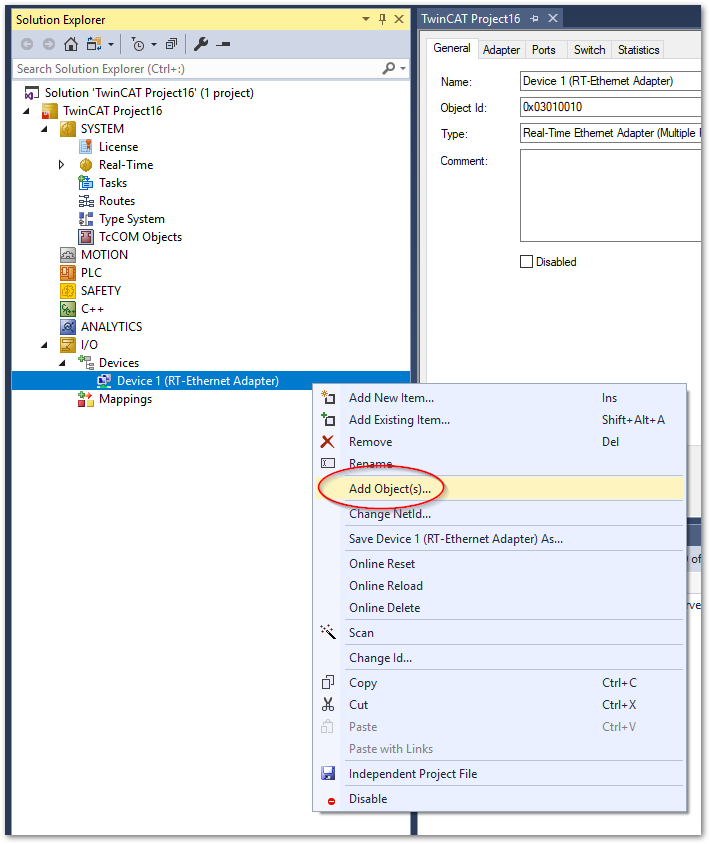 Solution Explorer
Search Solution Explorer (Ctrl+:)
Solution 'TwinCAT Project16' (1 project)
TwinCAT Project16
SYSTEM
License
Real-Time
Tasks
Routes
Type System
TcCOM Objects
MOTION
PLC
SAFETY
C++
ANALYTICS
I/O
Devices
Device 1 (RT-Ethernet Adapter)
Mappings
TwinCAT Project16
General Adapter Ports Switch Statistics
Name: Device 1 (RT-Ethernet Adapter)
Object Id: 0x03010010
Type: Real-Time Ethernet Adapter (Multiple
Comment:
Disabled
Add New Item... Ins
Add Existing Item... Shift+Alt+A
Remove Del
Rename
Add Object(s)...
Change NetId...
Save Device 1 (RT-Ethernet Adapter) As...
Online Reset
Online Reload
Online Delete
Scan
Change Id...
Copy Ctrl+C
Cut Ctrl+X
Paste Ctrl+V
Paste with Links
Independent Project File
Disable
of